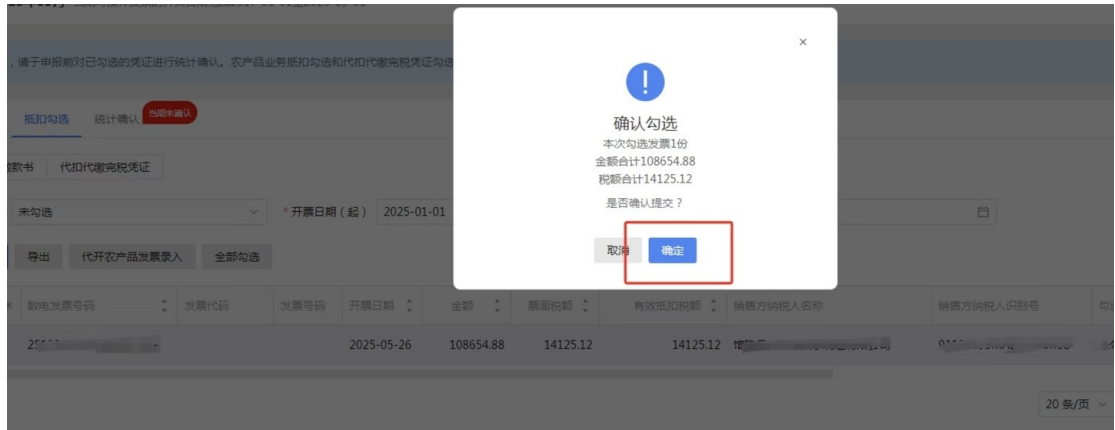 ,请于申报前对已勾选的凭证进行统计确认。农产品业务抵扣勾选和代扣代缴完税凭证勾选
×
确认勾选
本次勾选发票1份
金额合计108654.88
税额合计14125.12
是否确认提交?
取消
确定
抵扣勾选
统计确认
当期未确认
代扣代缴完税凭证
未勾选
*开票日期(起)
2025-01-01
导出
代开农产品发票录入
全部勾选
数电发票号码
发票代码
发票号码
开票日期
金额
票面税额
有效抵扣税额
销售方纳税人名称
销售方纳税人识别号
2025-05-26
108654.88
14125.12
14125.12
20 条/页